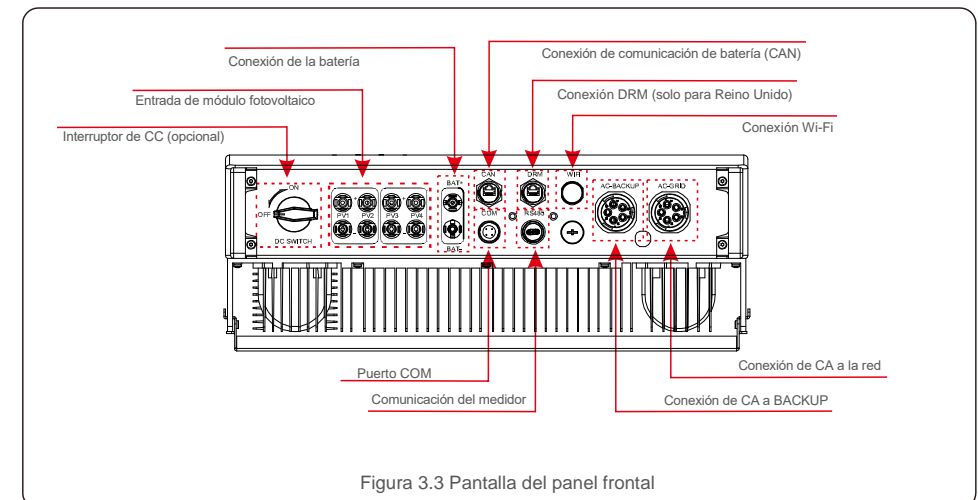 Conexión de comunicación de batería (CAN)
Conexión de la batería
Conexión DRM (solo para Reino Unido)
Entrada de módulo fotovoltaico
Conexión Wi-Fi
Interruptor de CC (opcional)
ON
OFF
DC SWITCH
PV1 PV2 PV3 PV4
BAT+
BAT-
CAN DRM WIFI
COM RS485
AC-BACKUP AC-GRID
Puerto COM
Conexión de CA a la red
Comunicación del medidor
Conexión de CA a BACKUP
Figura 3.3 Pantalla del panel frontal